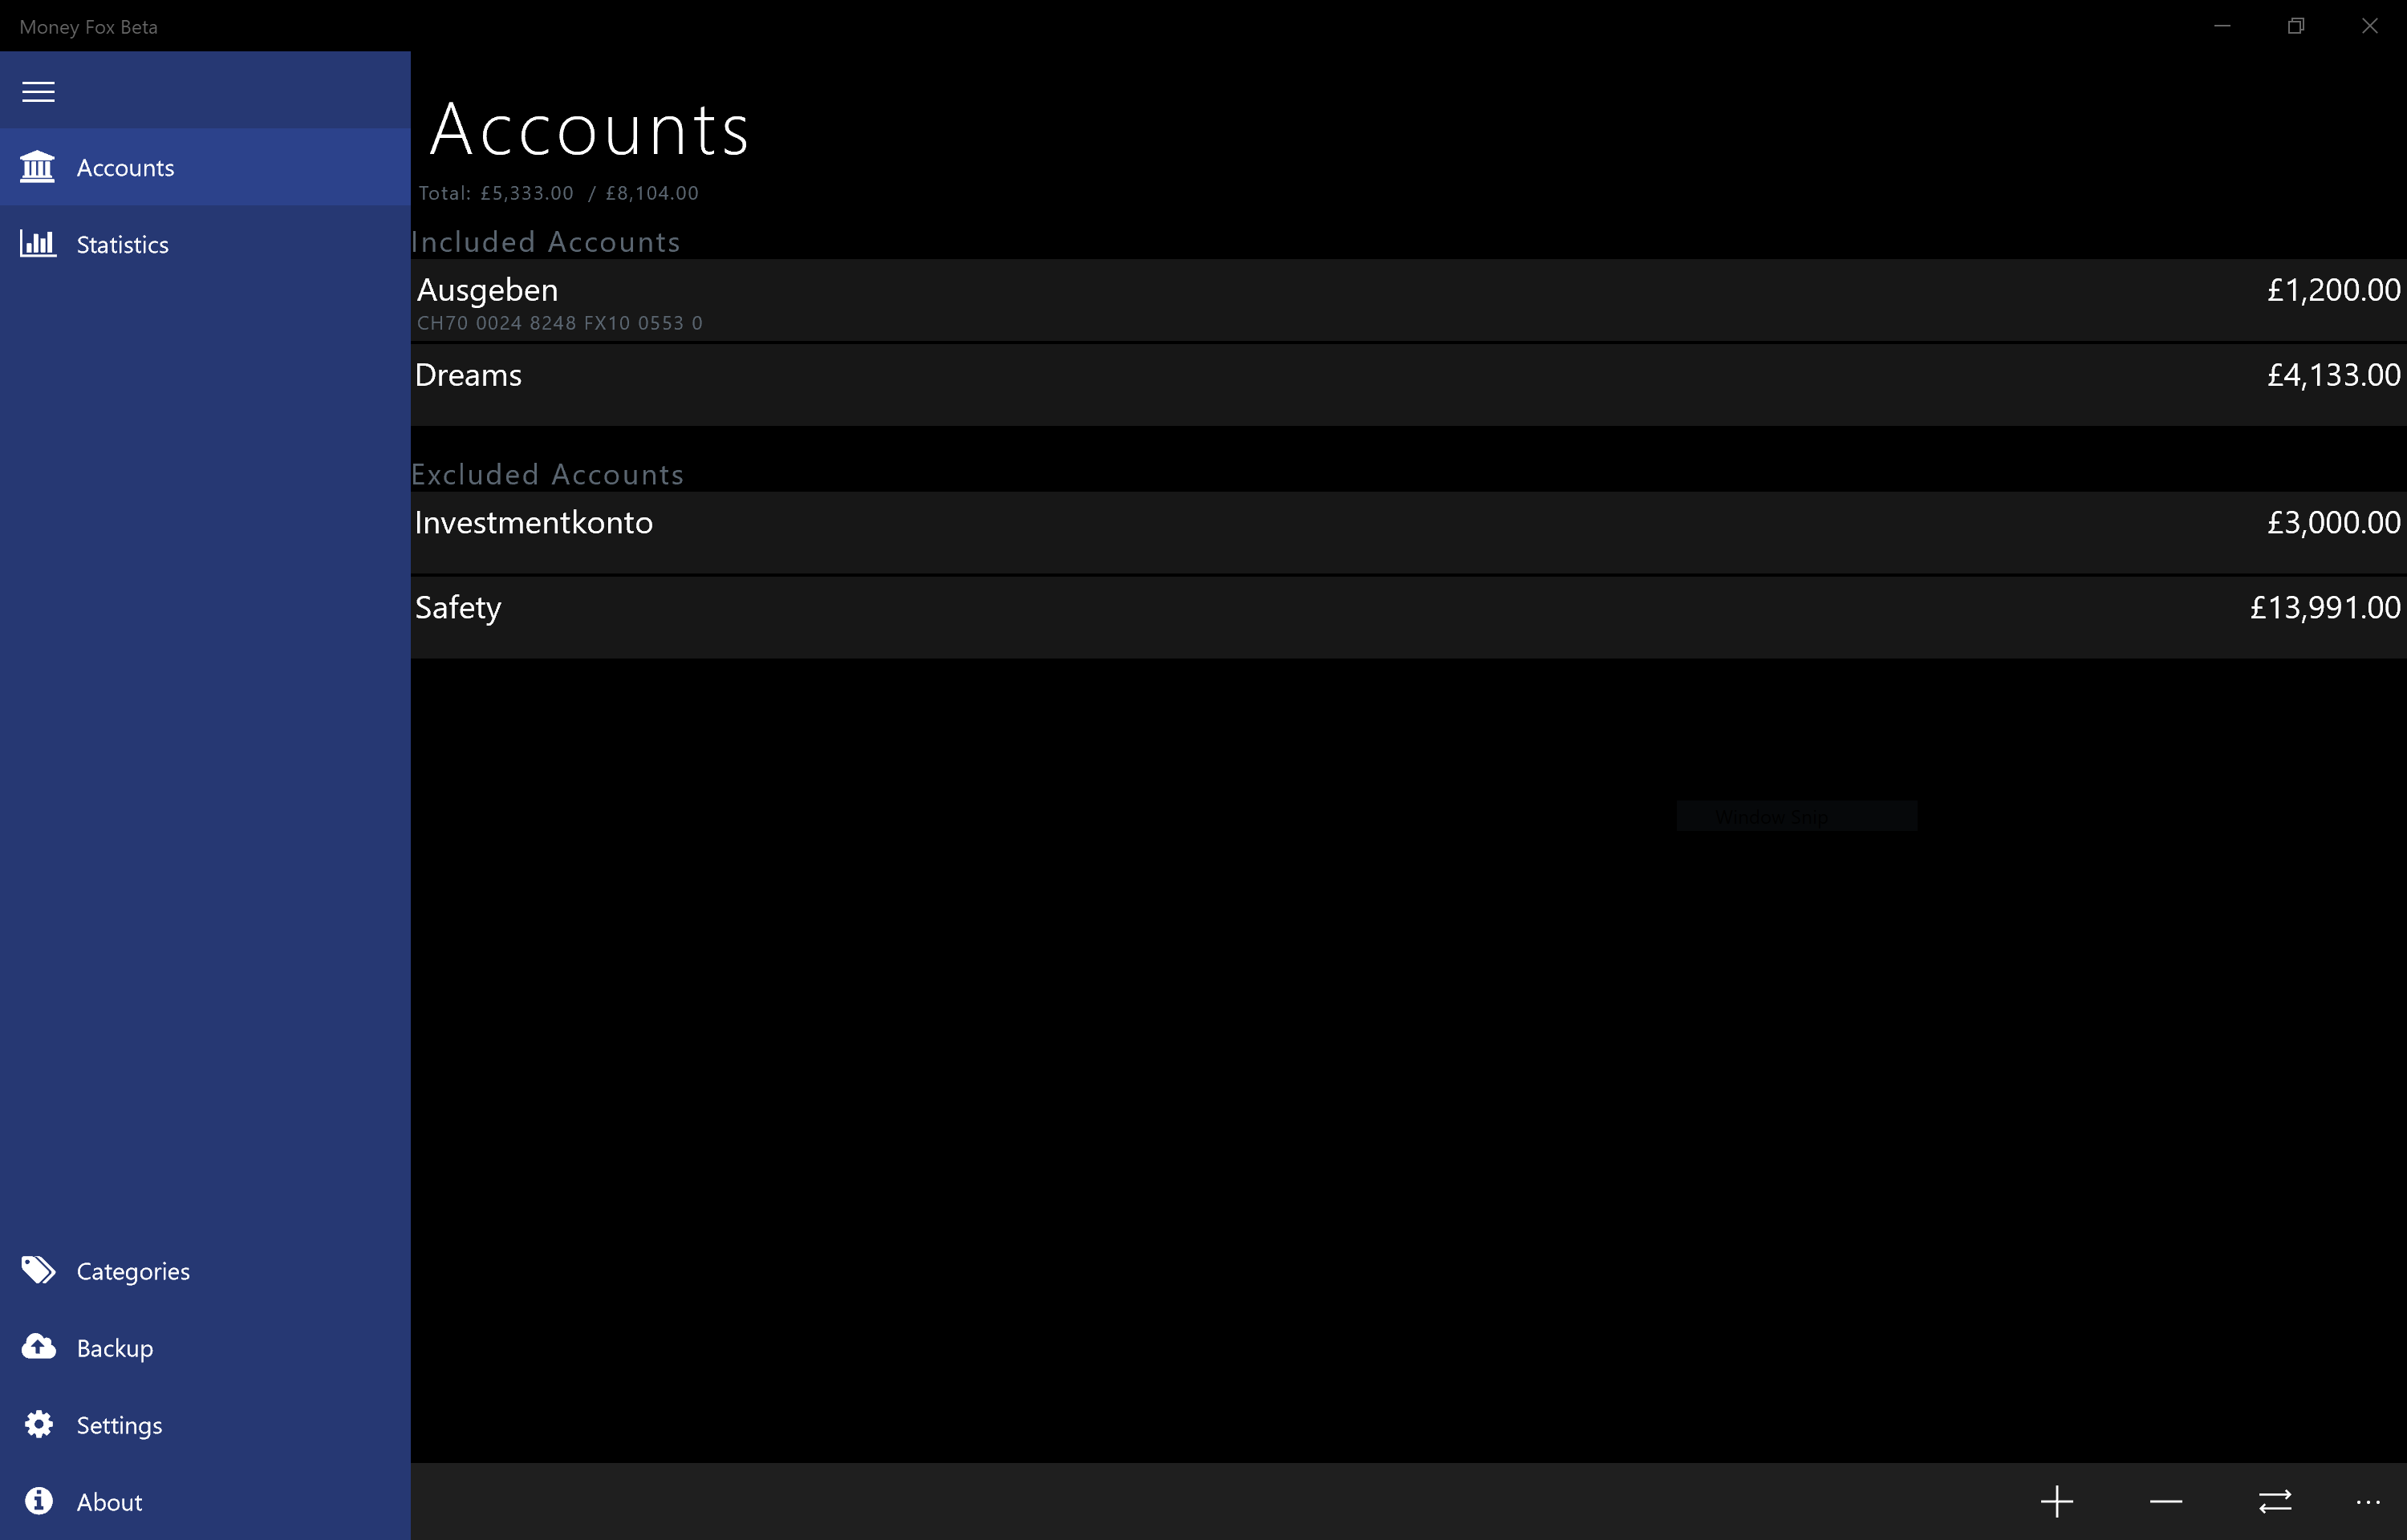 Money Fox Beta
Accounts
Statistics
Categories
Backup
Settings
About
Accounts
Total: £5,333.00 / £8,104.00
Included Accounts
Ausgeben £1,200.00
CH70 0024 8248 FX10 0553 0
Dreams £4,133.00
Excluded Accounts
Investmentkonto £3,000.00
Safety £13,991.00
Window Snip